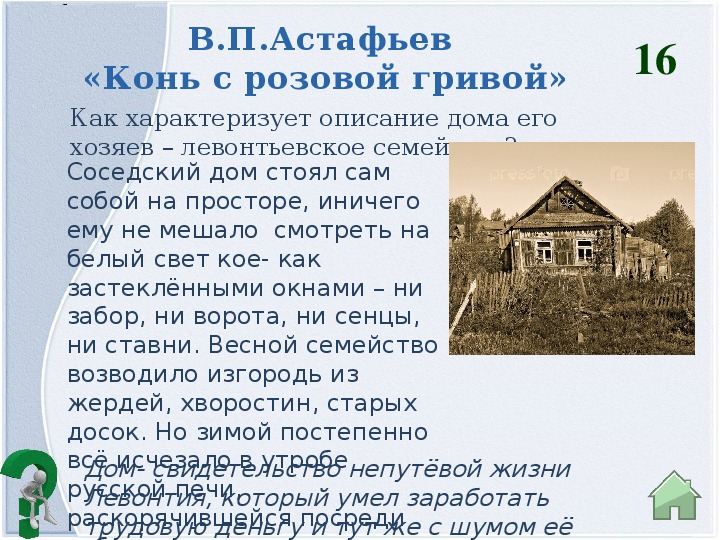 В.П.Астафьев
«Конь с розовой гривой»
16
Как характеризует описание дома его
хозяев – левонтьевское
Соседский дом стоял сам
собой на просторе, иничего
ему не мешало  смотреть на
белый свет кое- как
застеклёнными окнами – ни
забор, ни ворота, ни сенцы,
ни ставни. Весной семейство
возводило изгородь из
жердей, хворостин, старых
досок. Но зимой постепенно
всё исчезало в утробе
русской печи,
раскорячившейся посреди
Дом- свидетельство непутёвой жизни
Левонтия, который умел заработать
трудовую деньгу и тут же с шумом её